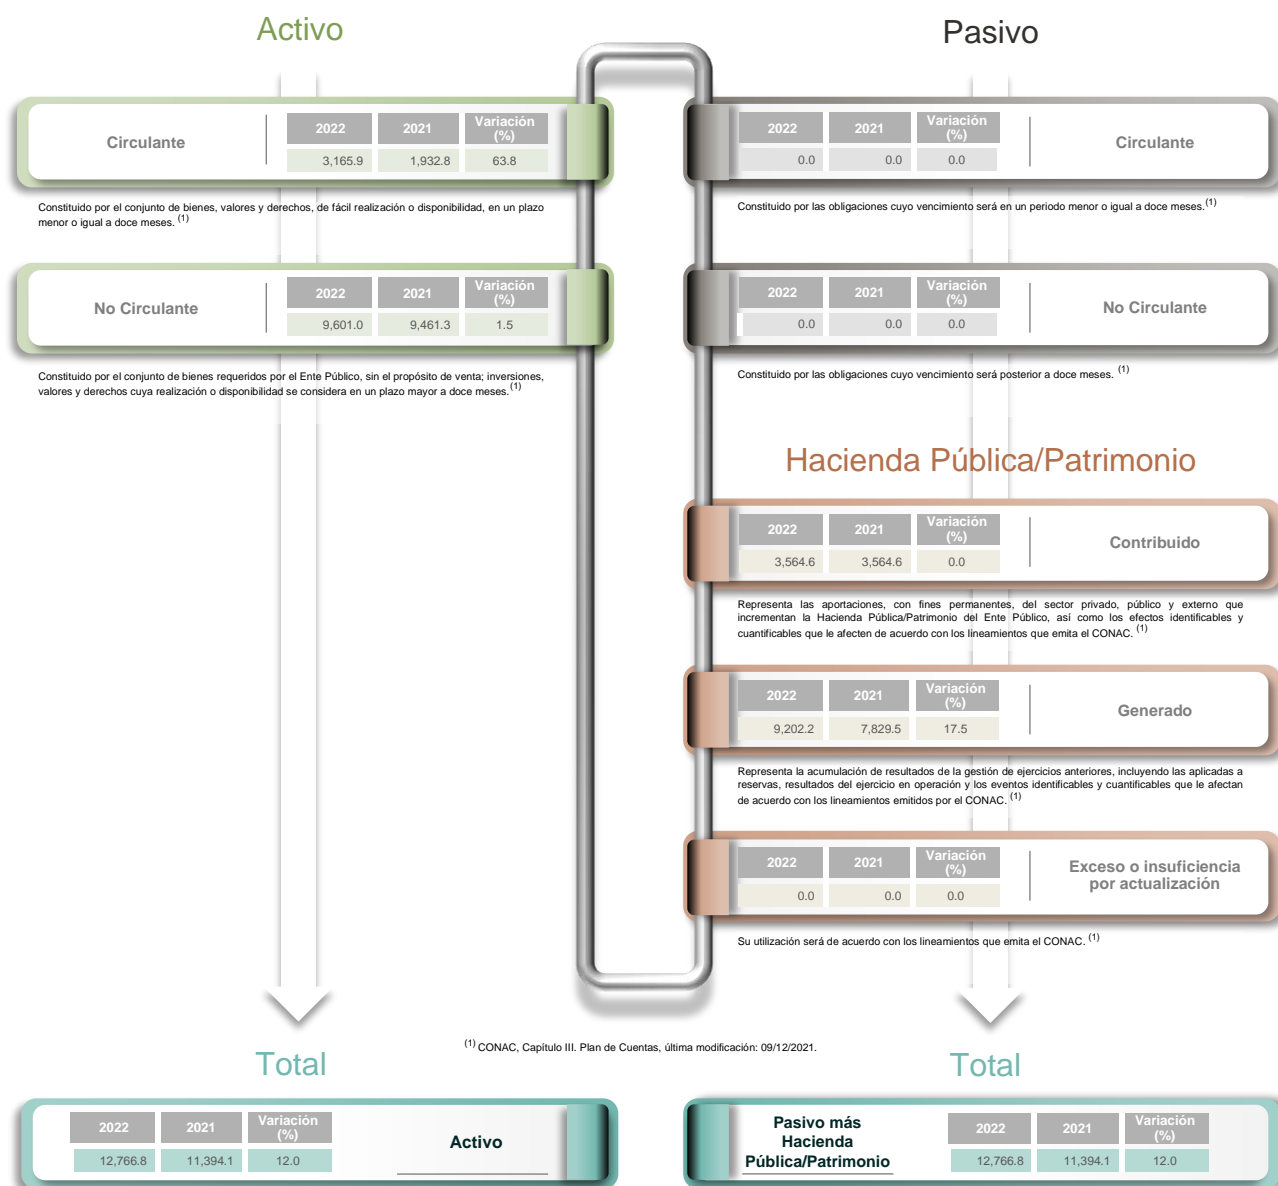 Activo
Circulante
2022 2021 Variación (%)
3,165.9 1,932.8 63.8
Constituido por el conjunto de bienes, valores y derechos, de fácil realización o disponibilidad, en un plazo
menor o igual a doce meses. (1)
No Circulante
2022 2021 Variación (%)
9,601.0 9,461.3 1.5
Constituido por el conjunto de bienes requeridos por el Ente Público, sin el propósito de venta; inversiones,
valores y derechos cuya realización o disponibilidad se considera en un plazo mayor a doce meses. (1)
Pasivo
2022 2021 Variación (%)
0.0 0.0 0.0
Circulante
Constituido por las obligaciones cuyo vencimiento será en un periodo menor o igual a doce meses. (1)
2022 2021 Variación (%)
0.0 0.0 0.0
No Circulante
Constituido por las obligaciones cuyo vencimiento será posterior a doce meses. (1)
Hacienda Pública/Patrimonio
2022 2021 Variación (%)
3,564.6 3,564.6 0.0
Contribuido
Representa las aportaciones, con fines permanentes, del sector privado, público y externo que
incrementan la Hacienda Pública/Patrimonio del Ente Público, así como los efectos identificables y
cuantificables que le afecten de acuerdo con los lineamientos que emita el CONAC. (1)
2022 2021 Variación (%)
9,202.2 7,829.5 17.5
Generado
Representa la acumulación de resultados de la gestión de ejercicios anteriores, incluyendo las aplicadas a
reservas, resultados del ejercicio en operación y los eventos identificables y cuantificables que le afectan
de acuerdo con los lineamientos emitidos por el CONAC. (1)
2022 2021 Variación (%)
0.0 0.0 0.0
Exceso o insuficiencia
por actualización
Su utilización será de acuerdo con los lineamientos que emita el CONAC. (1)
(1) CONAC, Capítulo III. Plan de Cuentas, última modificación: 09/12/2021.
Total
2022 2021 Variación (%)
12,766.8 11,394.1 12.0
Activo
Total
Pasivo más
Hacienda
Pública/Patrimonio
2022 2021 Variación (%)
12,766.8 11,394.1 12.0